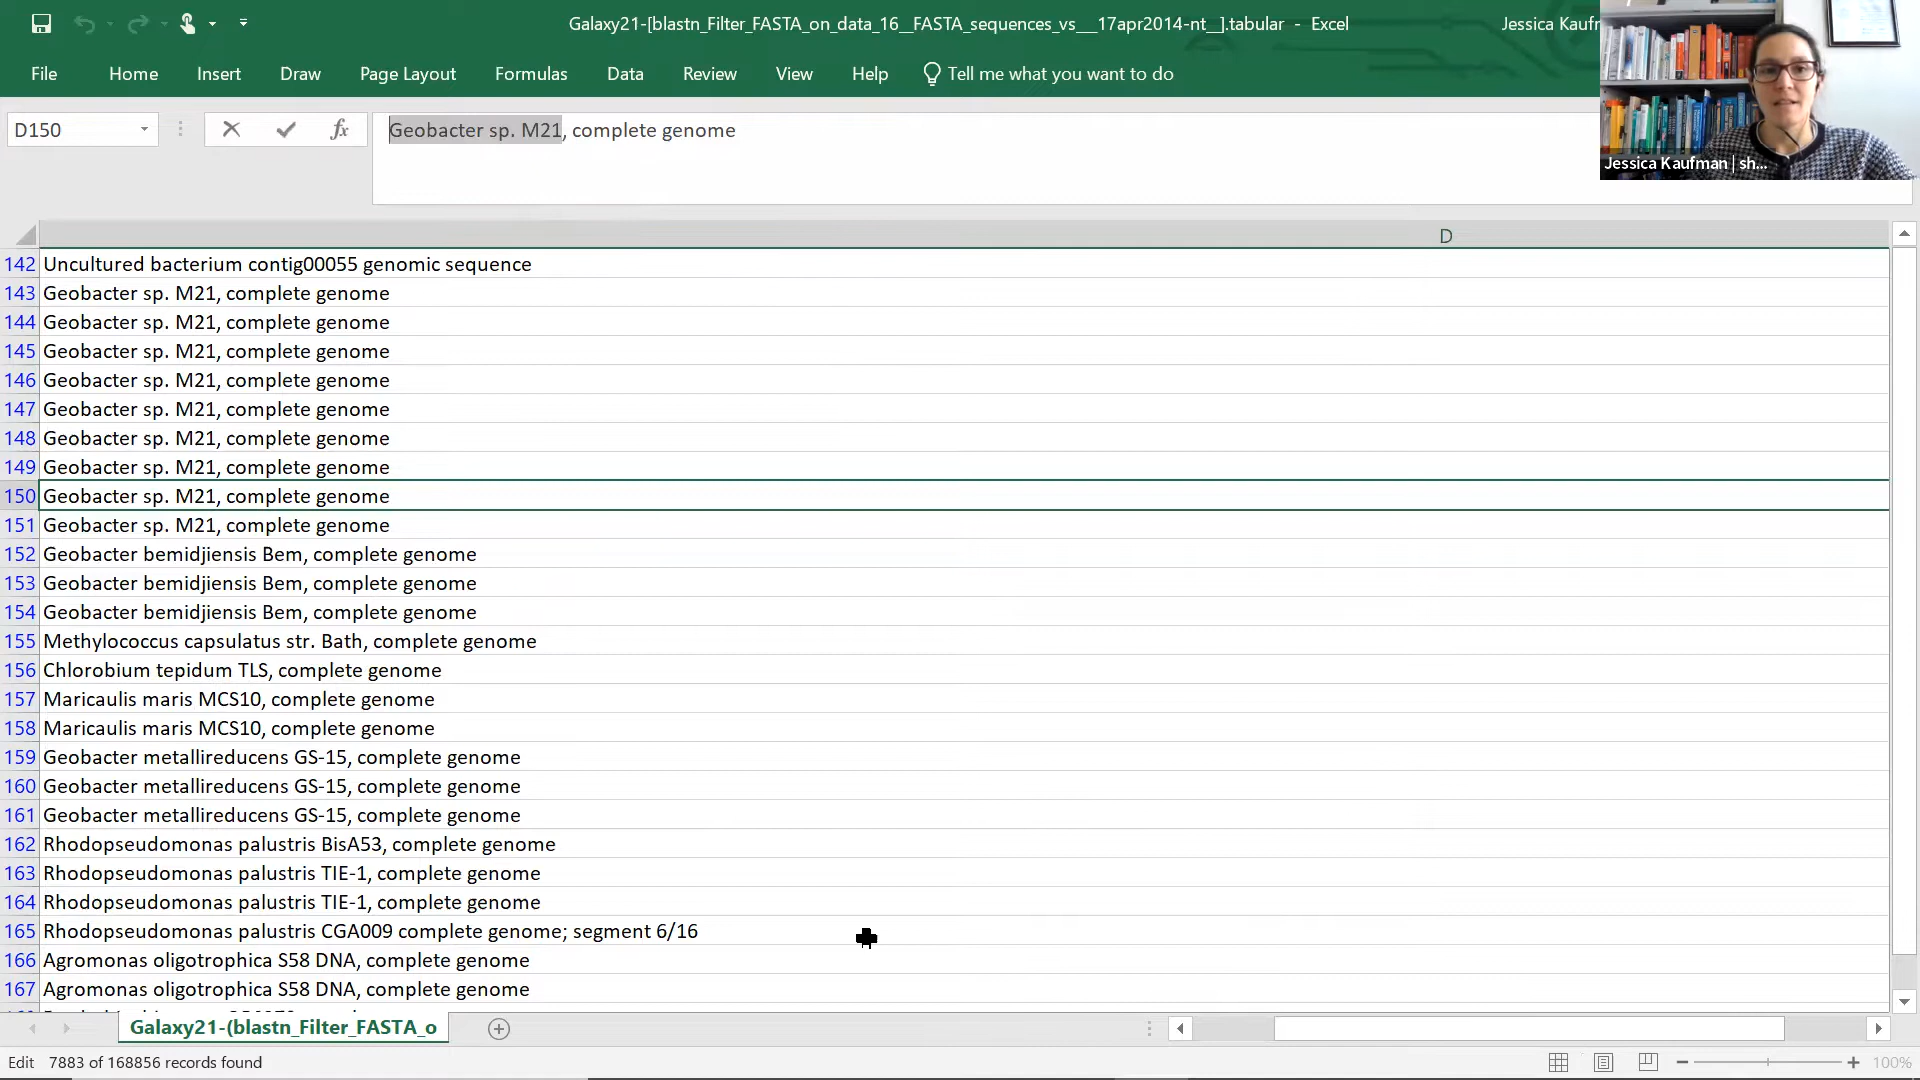 Galaxy21-[blastn_Filter_FASTA_on_data_16__FASTA_sequences_vs___17apr2014-nt__].tabular - Excel
Jessica Kaufm
File Home Insert Draw Page Layout Formulas Data Review View Help Tell me what you want to do
Jessica Kaufman | sh...
D150
fx
Geobacter sp. M21, complete genome
D
142 Uncultured bacterium contig00055 genomic sequence
143 Geobacter sp. M21, complete genome
144 Geobacter sp. M21, complete genome
145 Geobacter sp. M21, complete genome
146 Geobacter sp. M21, complete genome
147 Geobacter sp. M21, complete genome
148 Geobacter sp. M21, complete genome
149 Geobacter sp. M21, complete genome
150 Geobacter sp. M21, complete genome
151 Geobacter sp. M21, complete genome
152 Geobacter bemidjiensis Bem, complete genome
153 Geobacter bemidjiensis Bem, complete genome
154 Geobacter bemidjiensis Bem, complete genome
155 Methylococcus capsulatus str. Bath, complete genome
156 Chlorobium tepidum TLS, complete genome
157 Maricaulis maris MCS10, complete genome
158 Maricaulis maris MCS10, complete genome
159 Geobacter metallireducens GS-15, complete genome
160 Geobacter metallireducens GS-15, complete genome
161 Geobacter metallireducens GS-15, complete genome
162 Rhodopseudomonas palustris BisA53, complete genome
163 Rhodopseudomonas palustris TIE-1, complete genome
164 Rhodopseudomonas palustris TIE-1, complete genome
165 Rhodopseudomonas palustris CGA009 complete genome; segment 6/16
166 Agromonas oligotrophica S58 DNA, complete genome
167 Agromonas oligotrophica S58 DNA, complete genome
Galaxy21-(blastn_Filter_FASTA_o
Edit 7883 of 168856 records found
100%